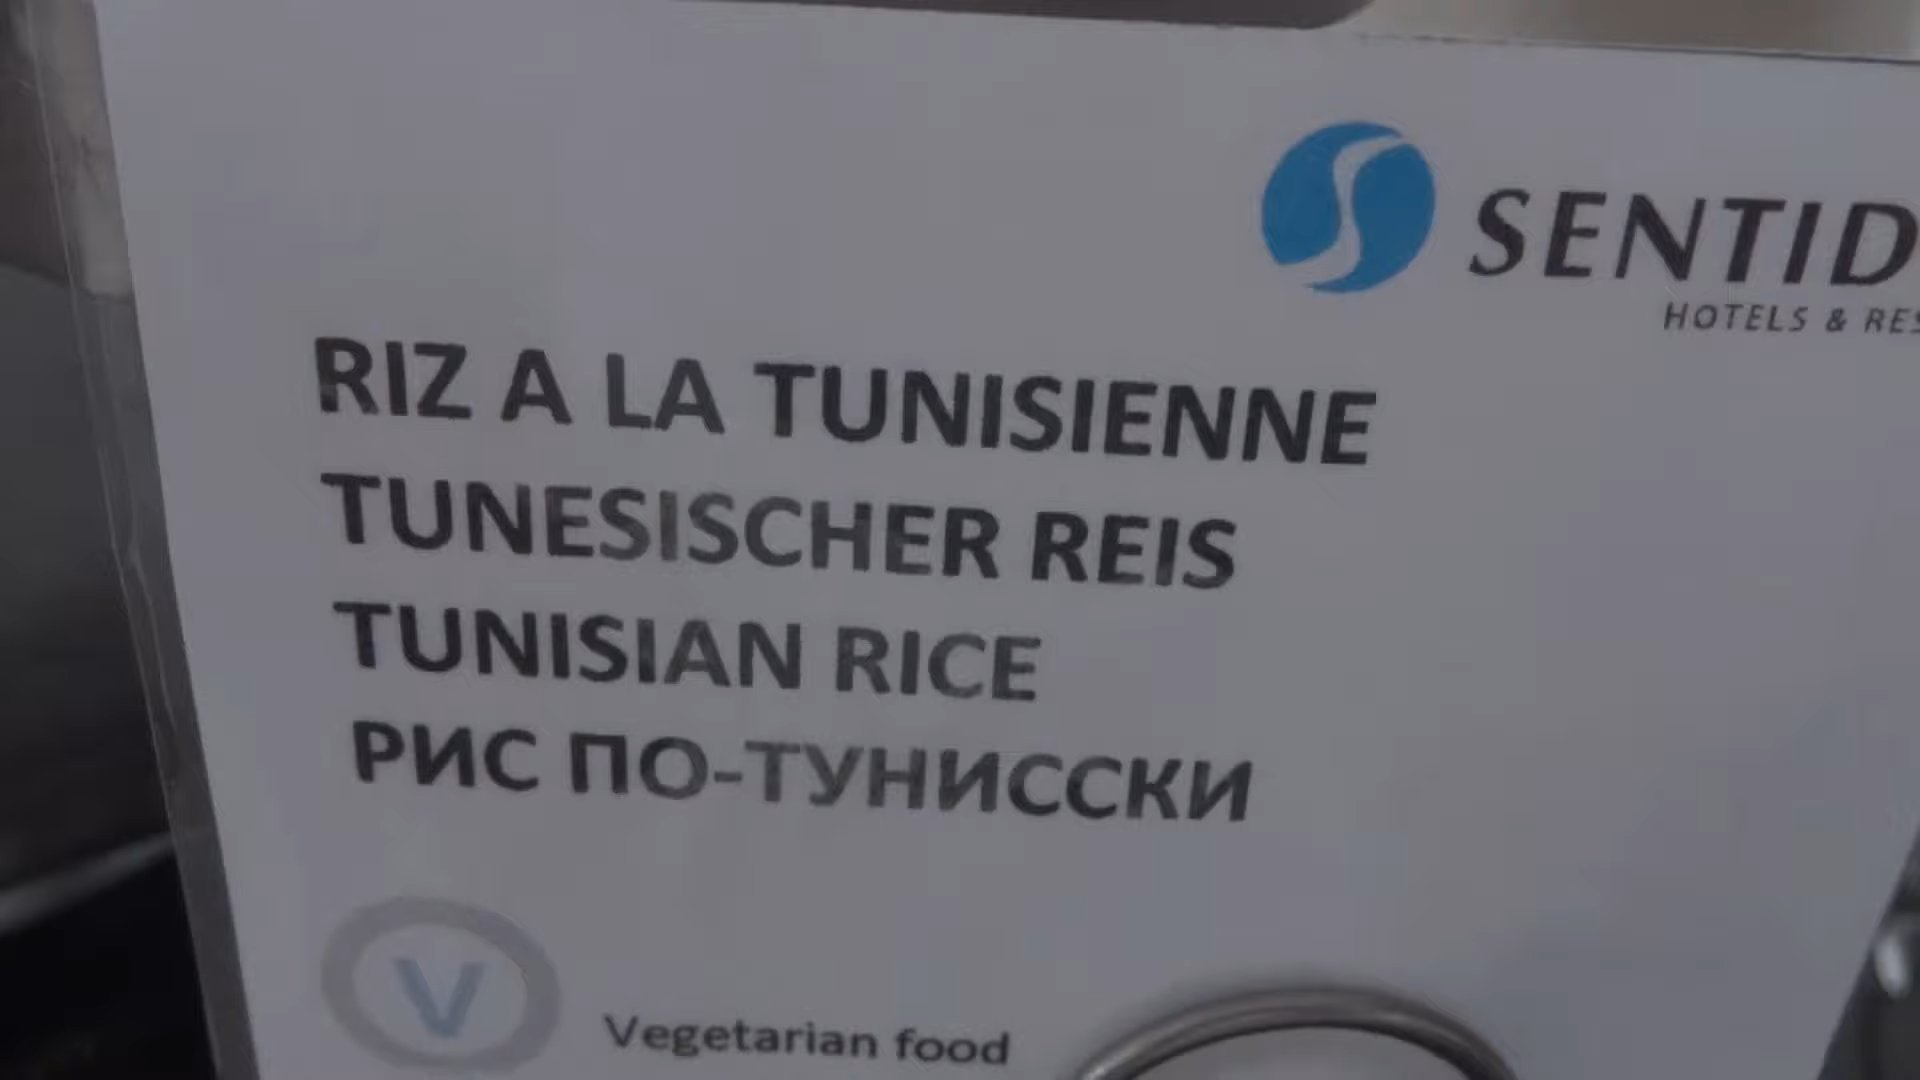 SENTID
HOTELS & RES
RIZ A LA TUNISIENNE
TUNESISCHER REIS
TUNISIAN RICE
РИС ПО-ТУНИССКИ
V
Vegetarian food